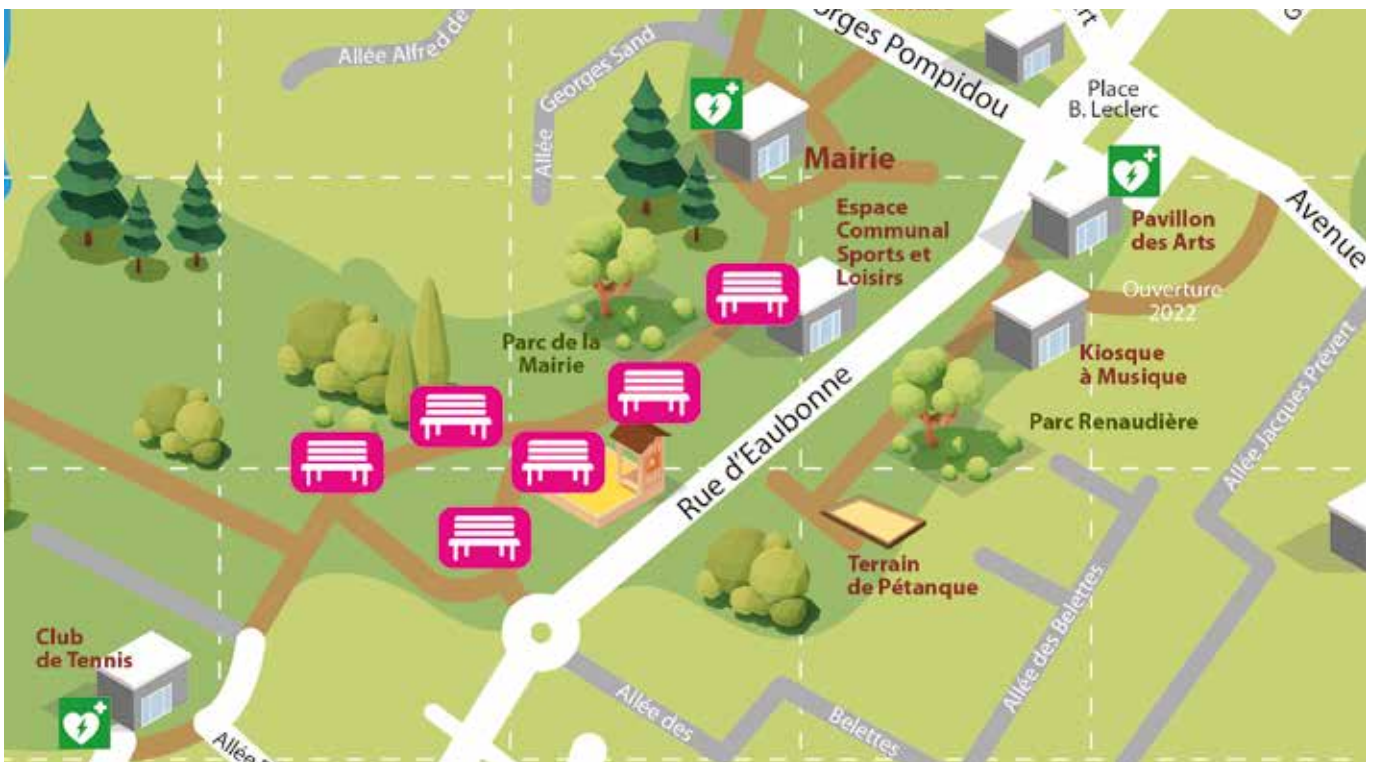 Allée Alfred de
Allée Georges Sand
orges Pompidou
Place
B. Leclerc
Mairie
Espace
Communal
Sports et
Loisirs
Pavillon
des Arts
Avenue
Ouverture
2022
Parc de la
Mairie
Kiosque
à Musique
Rue d'Eaubonne
Parc Renaudière
Allée Jacques Prévert
Terrain
de Pétanque
Allée des Belettes
Club
de Tennis
Allée des
Belettes
Allée